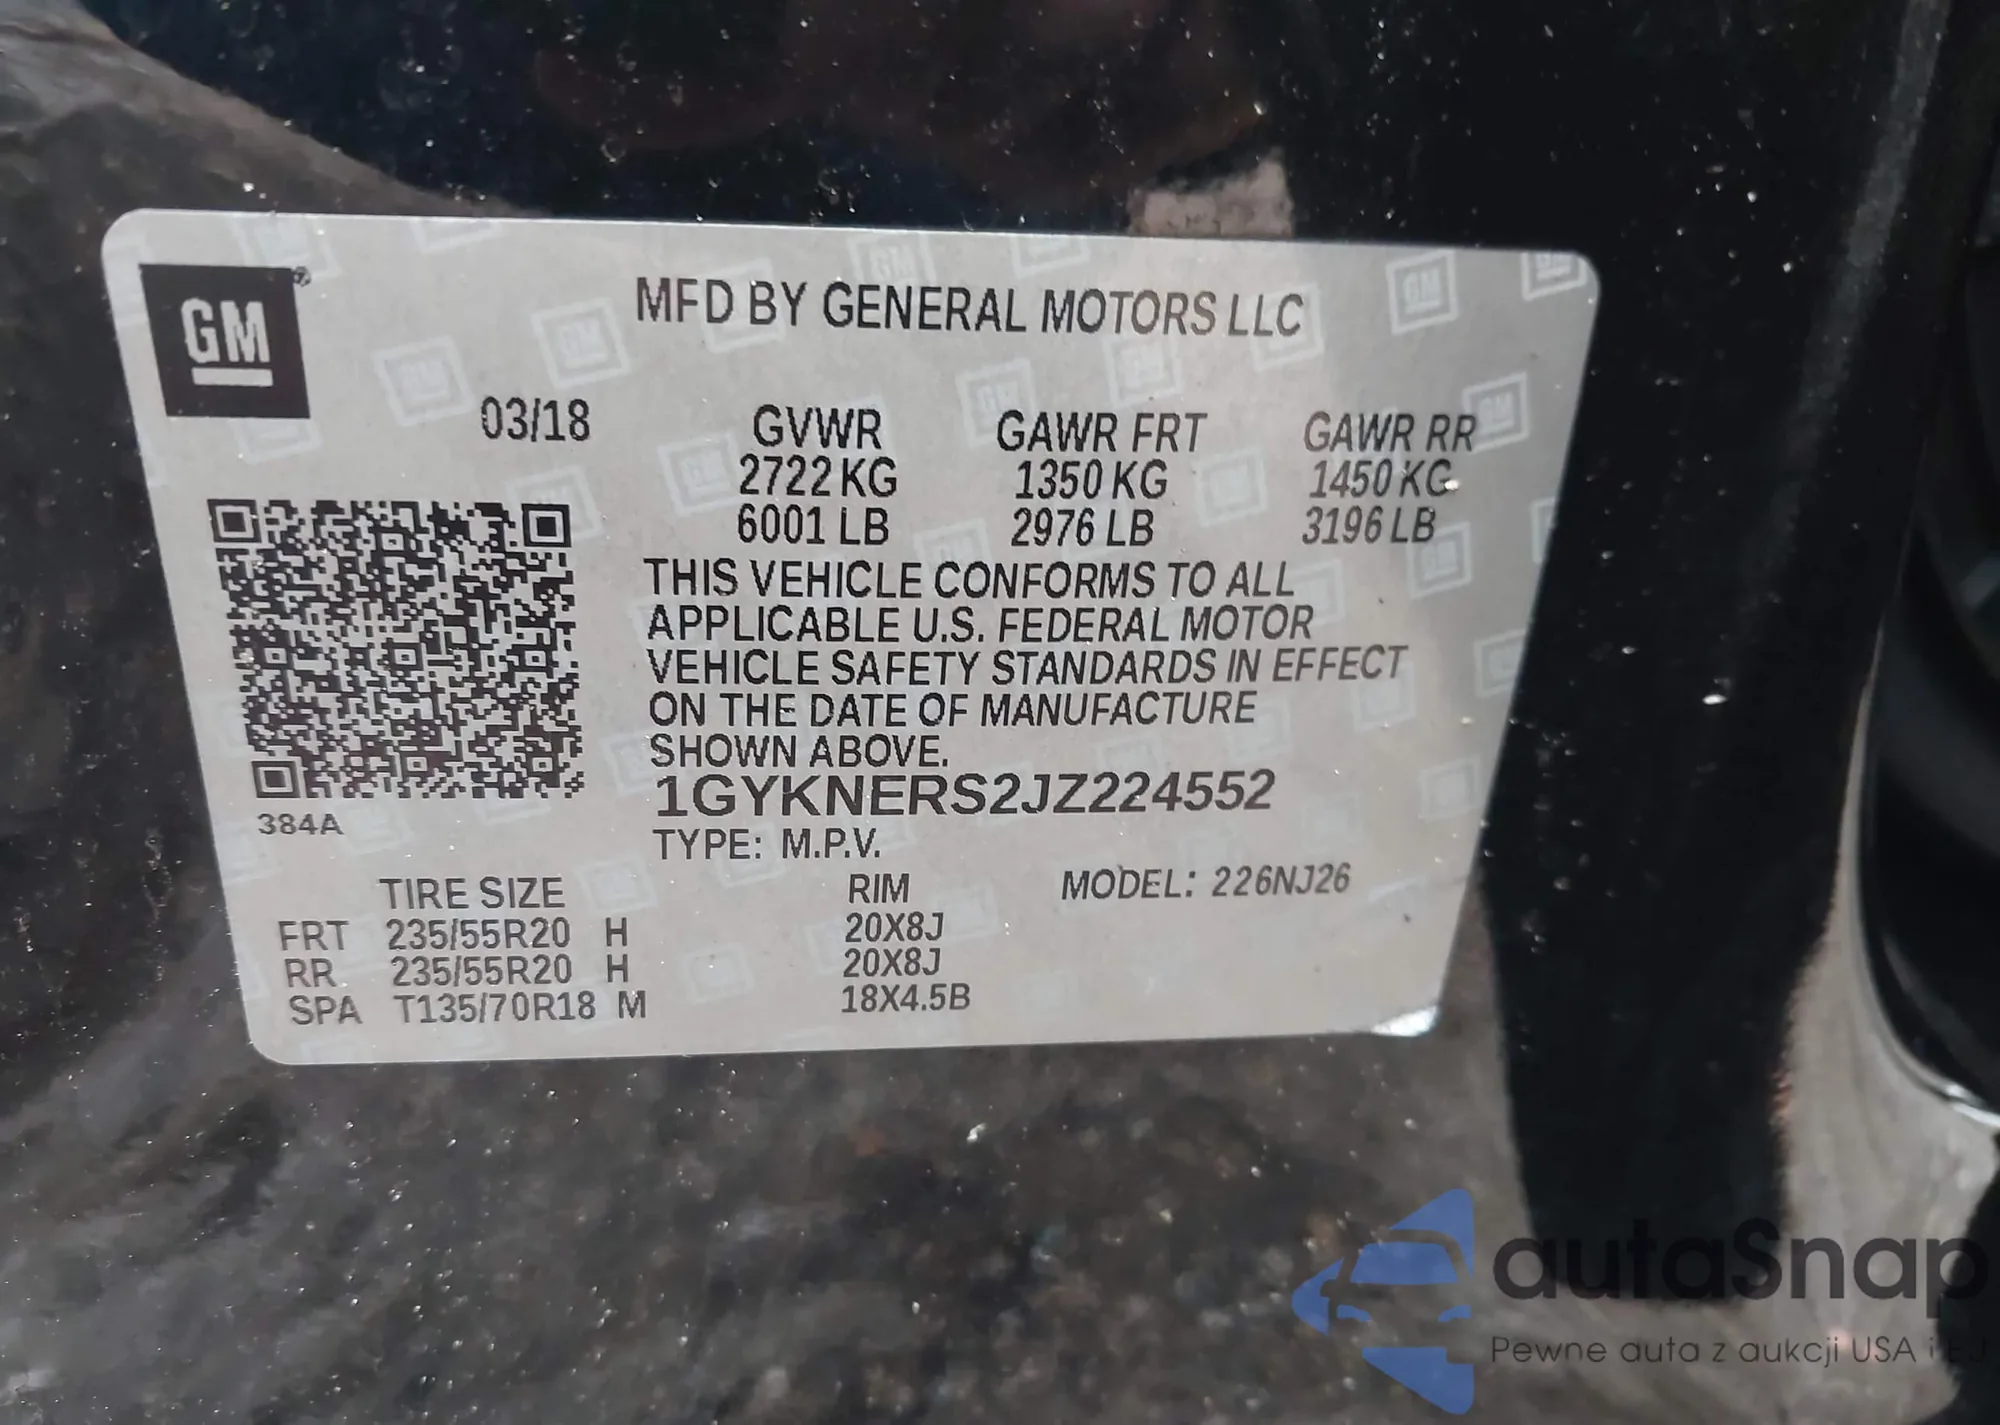 GM
MFD BY GENERAL MOTORS LLC
03/18 GVWR GAWR FRT GAWR RR
2722 KG 1350 KG 1450 KG
6001 LB 2976 LB 3196 LB
THIS VEHICLE CONFORMS TO ALL
APPLICABLE U.S. FEDERAL MOTOR
VEHICLE SAFETY STANDARDS IN EFFECT
ON THE DATE OF MANUFACTURE
SHOWN ABOVE.
1GYKNERS2JZ224552
384A
TYPE: M.P.V.
TIRE SIZE RIM MODEL: 226NJ26
FRT 235/55R20 H 20X8J
RR 235/55R20 H 20X8J
SPA T135/70R18 M 18X4.5B
autaSnap
Pewne auta z aukcji USA i EJ